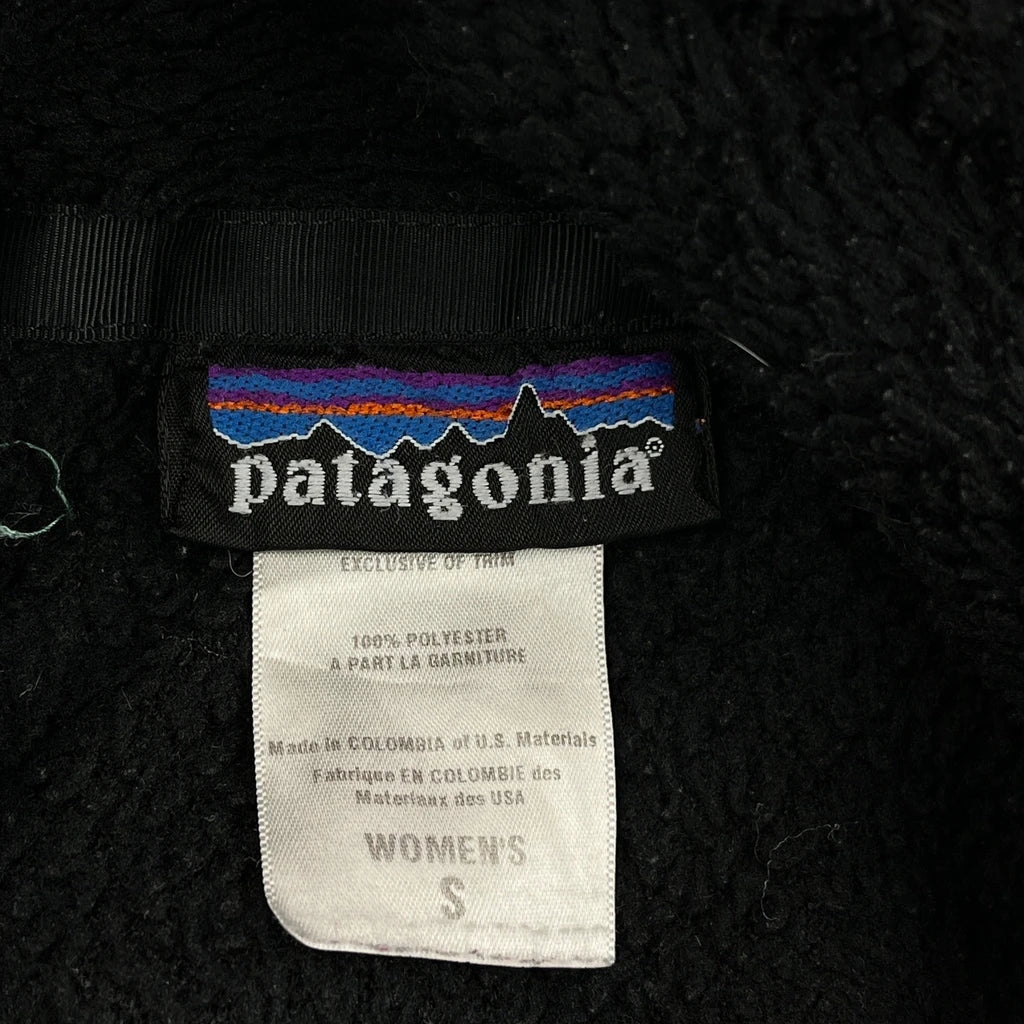 patagonia®
EXCLUSIVE OF TRIM
100% POLYESTER
A PART LA GARNITURE
Made in COLOMBIA of U.S. Materials
Fabrique EN COLOMBIE des
Materiaux des USA
WOMEN'S
S